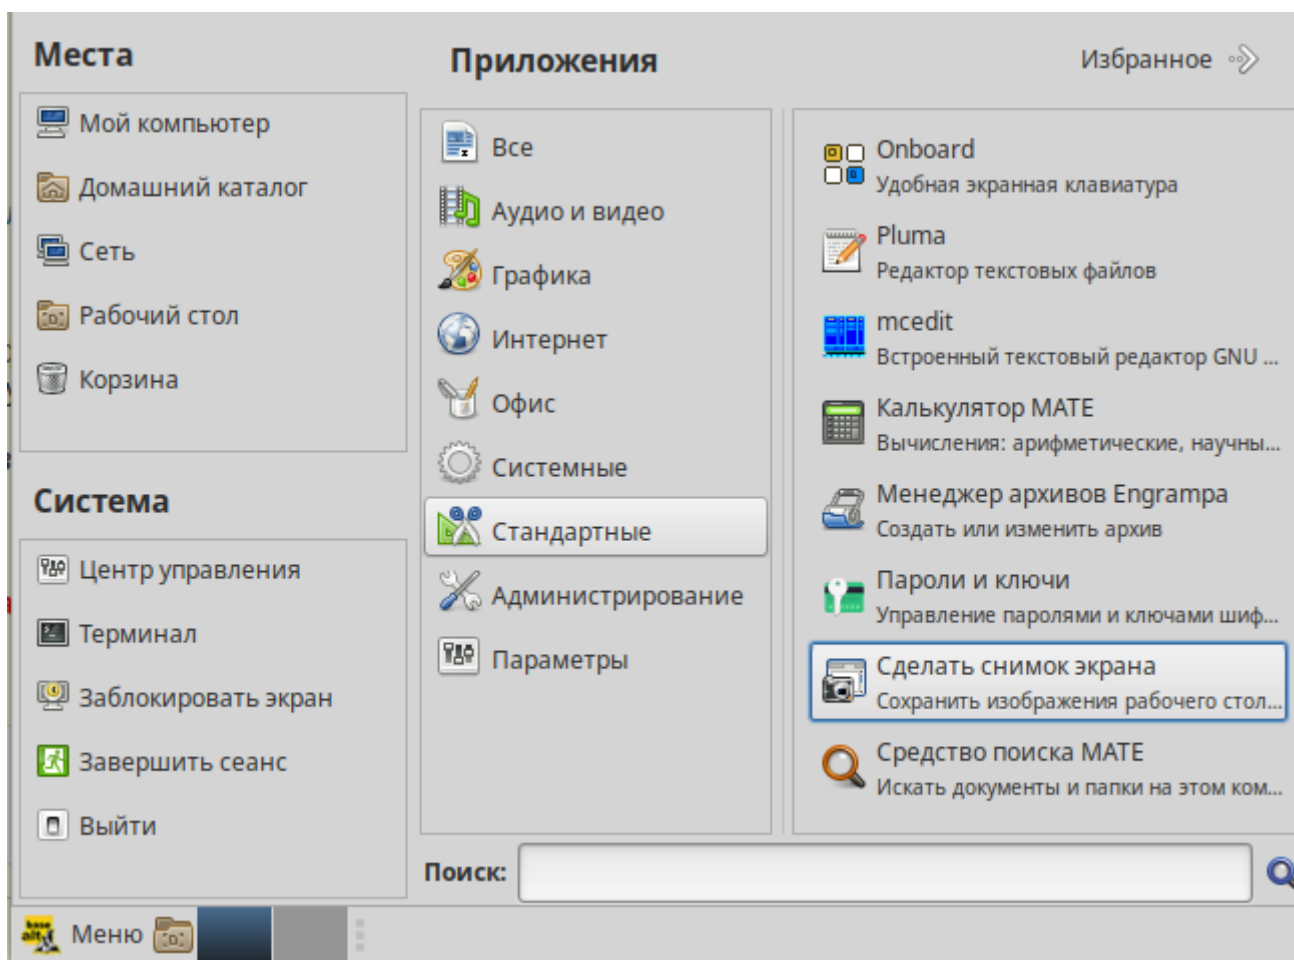 Места
Мой компьютер
Домашний каталог
Сеть
Рабочий стол
Корзина
Система
Центр управления
Терминал
Заблокировать экран
Завершить сеанс
Выйти
Приложения
Избранное
Все
Аудио и видео
Графика
Интернет
Офис
Системные
Стандартные
Администрирование
Параметры
Onboard
Удобная экранная клавиатура
Pluma
Редактор текстовых файлов
mcedit
Встроенный текстовый редактор GNU ...
Калькулятор MATE
Вычисления: арифметические, научны...
Менеджер архивов Engrampa
Создать или изменить архив
Пароли и ключи
Управление паролями и ключами шиф...
Сделать снимок экрана
Сохранить изображения рабочего стол...
Средство поиска MATE
Искать документы и папки на этом ком...
Поиск:
base
alt
Меню